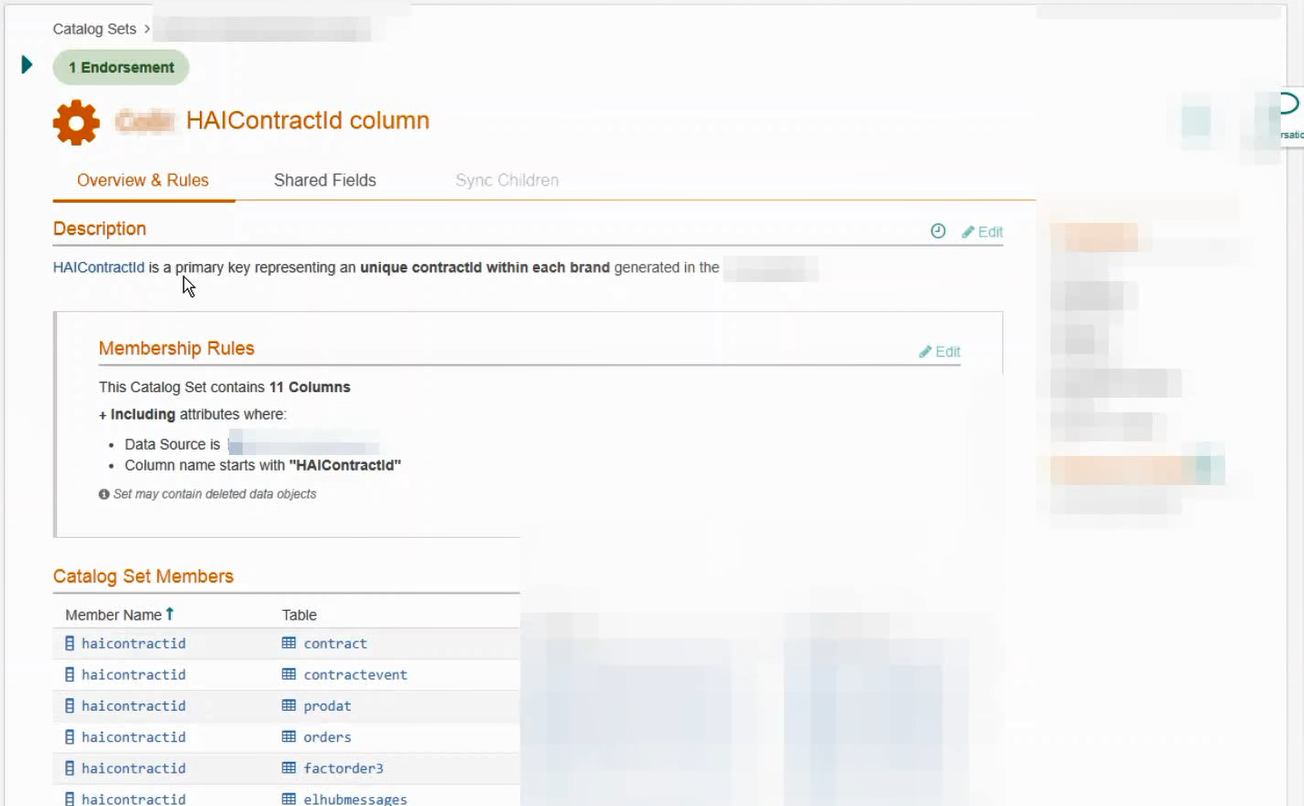 Catalog Sets >
1 Endorsement
HAIContractId column
Overview & Rules Shared Fields Sync Children
Description Edit
HAIContractId is a primary key representing an unique contractId within each brand generated in the
Membership Rules Edit
This Catalog Set contains 11 Columns
+ Including attributes where:
• Data Source is
• Column name starts with "HAIContractId"
Set may contain deleted data objects
Catalog Set Members
Member Name ↑ Table
haicontractid contract
haicontractid contractevent
haicontractid prodat
haicontractid orders
haicontractid factorder3
haicontractid elhubmessages